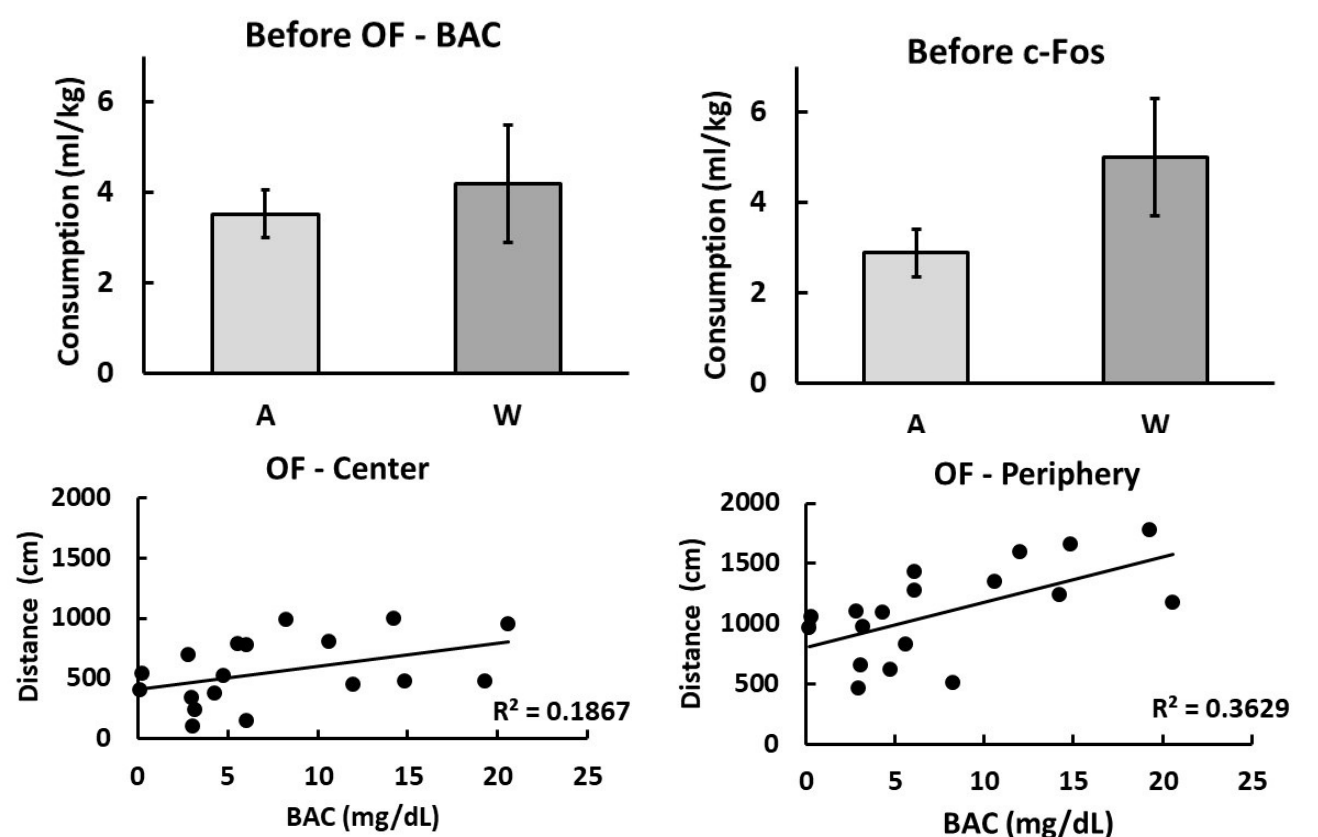 Before OF - BAC
Consumption (ml/kg)
6
4
2
0
A
W
Before c-Fos
Consumption (ml/kg)
6
4
2
0
A
W
OF - Center
Distance (cm)
2000
1500
1000
500
0
R² = 0.1867
0 5 10 15 20 25
BAC (mg/dL)
OF - Periphery
Distance (cm)
2000
1500
1000
500
0
R² = 0.3629
0 5 10 15 20 25
BAC (mg/dL)